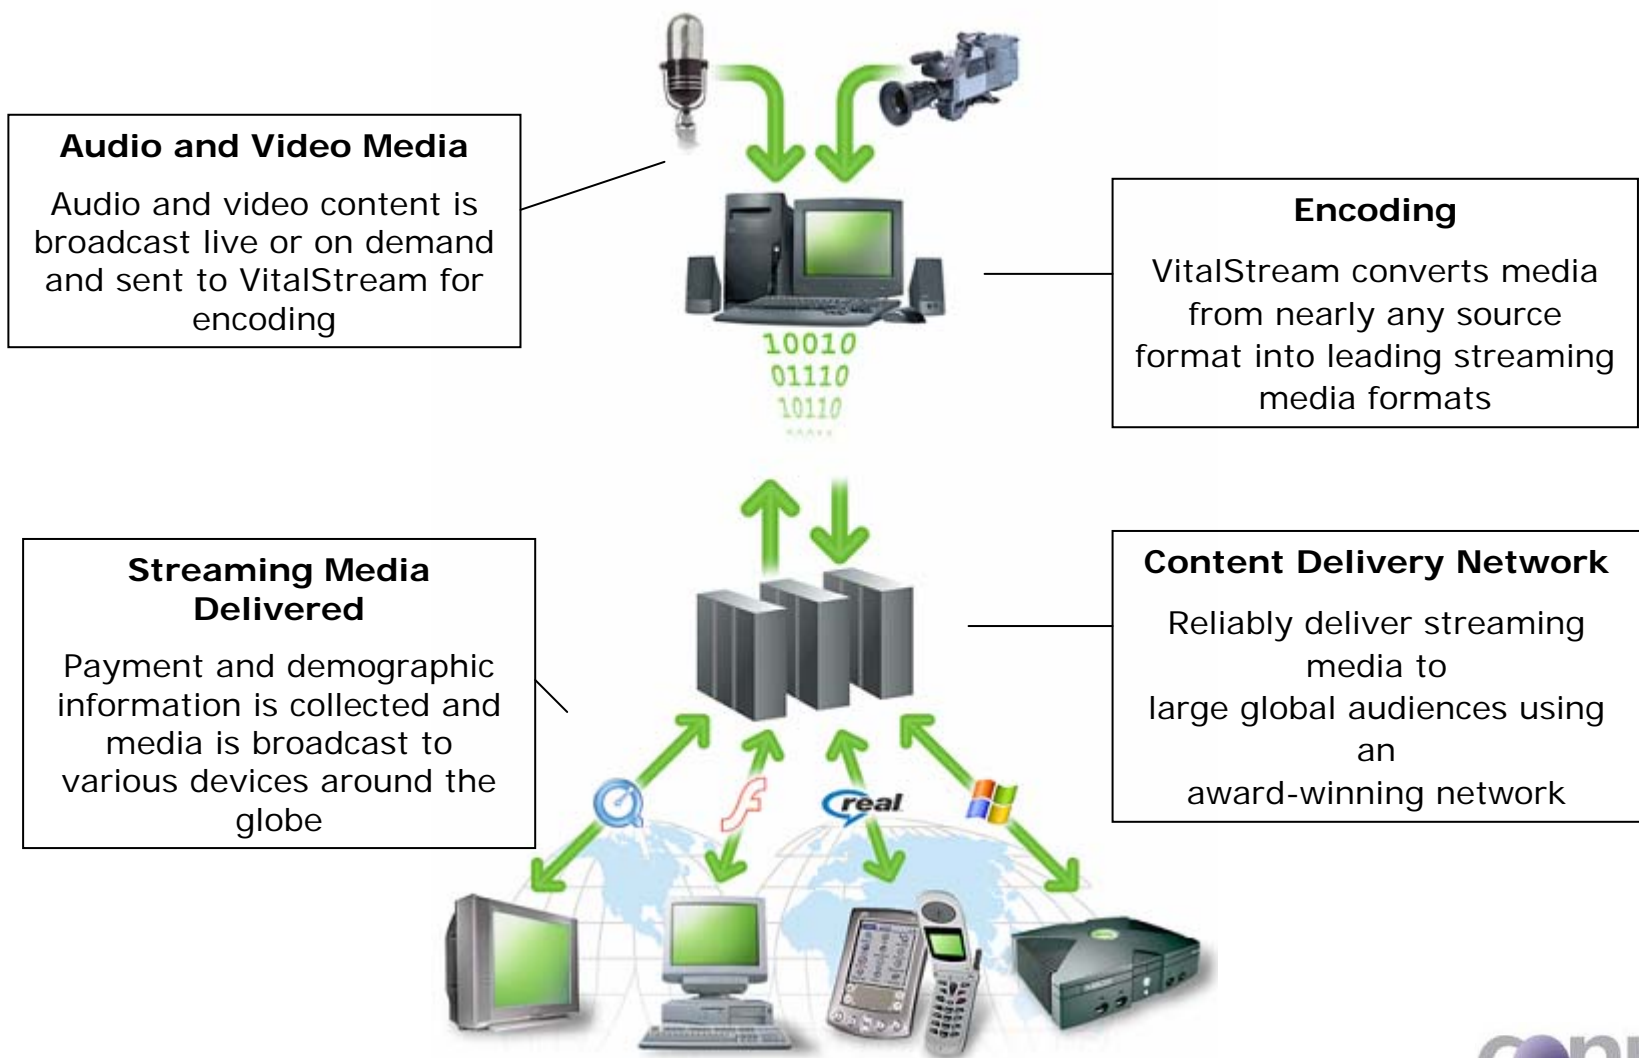 Audio and Video Media
Audio and video content is
broadcast live or on demand
and sent to VitalStream for
encoding
Encoding
VitalStream converts media
from nearly any source
format into leading streaming
media formats
10010
01110
10110
Streaming Media
Delivered
Payment and demographic
information is collected and
media is broadcast to
various devices around the
globe
Content Delivery Network
Reliably deliver streaming
media to
large global audiences using
an
award-winning network
real